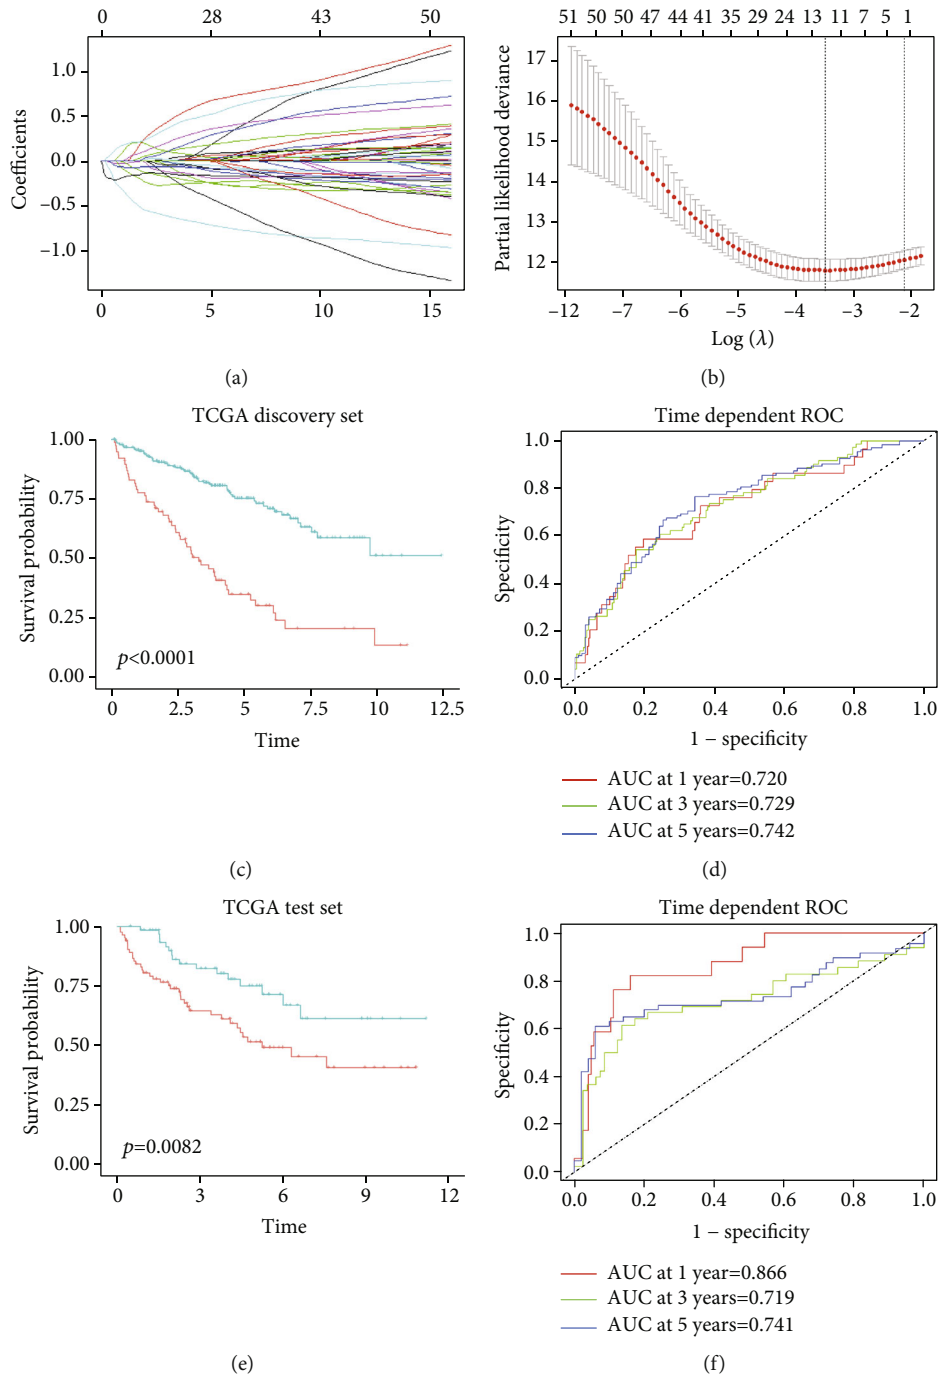 0 28 43 50
1.0
0.5
0.0
−0.5
−1.0
Coefficients
0 5 10 15
(a)
51 50 50 47 44 41 35 29 24 13 11 7 5 1
17
16
15
14
13
12
Partial likelihood deviance
−12 −7 −6 −5 −4 −3 −2
Log (λ)
(b)
TCGA discovery set
1.00
0.75
0.50
0.25
0.00
Survival probability
p<0.0001
0 2.5 5 7.5 10 12.5
Time
(c)
Time dependent ROC
1.0
0.8
0.6
0.4
0.2
0.0
Specificity
0.0 0.2 0.4 0.6 0.8 1.0
1 − specificity
AUC at 1 year=0.720
AUC at 3 years=0.729
AUC at 5 years=0.742
(d)
TCGA test set
1.00
0.75
0.50
0.25
0.00
Survival probability
p=0.0082
0 3 6 9 12
Time
(e)
Time dependent ROC
1.0
0.8
0.6
0.4
0.2
0.0
Specificity
0.0 0.2 0.4 0.6 0.8 1.0
1 − specificity
AUC at 1 year=0.866
AUC at 3 years=0.719
AUC at 5 years=0.741
(f)